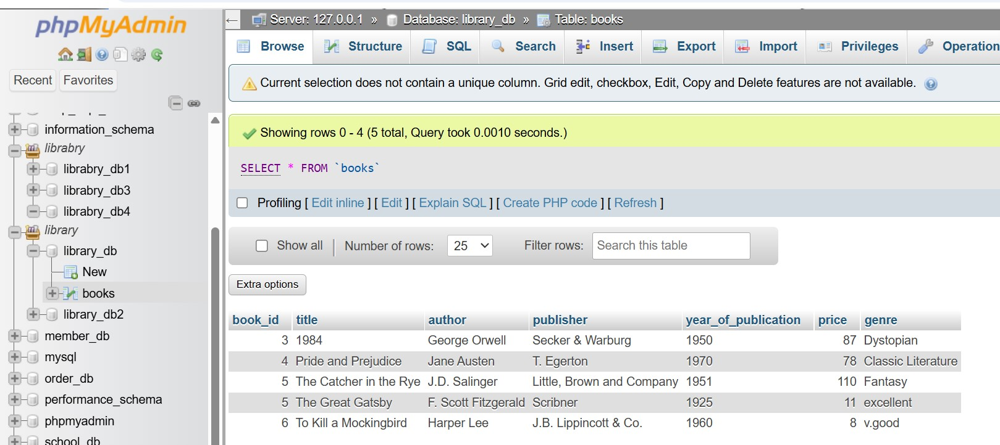 phpMyAdmin
Recent Favorites
information_schema
librabry
librabry_db1
librabry_db3
librabry_db4
library
library_db
New
books
library_db2
member_db
mysql
order_db
performance_schema
phpmyadmin
school_db
Server: 127.0.0.1 » Database: library_db » Table: books
Browse Structure SQL Search Insert Export Import Privileges Operation
Current selection does not contain a unique column. Grid edit, checkbox, Edit, Copy and Delete features are not available.
Showing rows 0 - 4 (5 total, Query took 0.0010 seconds.)
SELECT * FROM `books`
Profiling [ Edit inline ] [ Edit ] [ Explain SQL ] [ Create PHP code ] [ Refresh ]
Show all | Number of rows: 25 Filter rows: Search this table
Extra options
book_id title author publisher year_of_publication price genre
3 1984 George Orwell Secker & Warburg 1950 87 Dystopian
4 Pride and Prejudice Jane Austen T. Egerton 1970 78 Classic Literature
5 The Catcher in the Rye J.D. Salinger Little, Brown and Company 1951 110 Fantasy
5 The Great Gatsby F. Scott Fitzgerald Scribner 1925 11 excellent
6 To Kill a Mockingbird Harper Lee J.B. Lippincott & Co. 1960 8 v.good